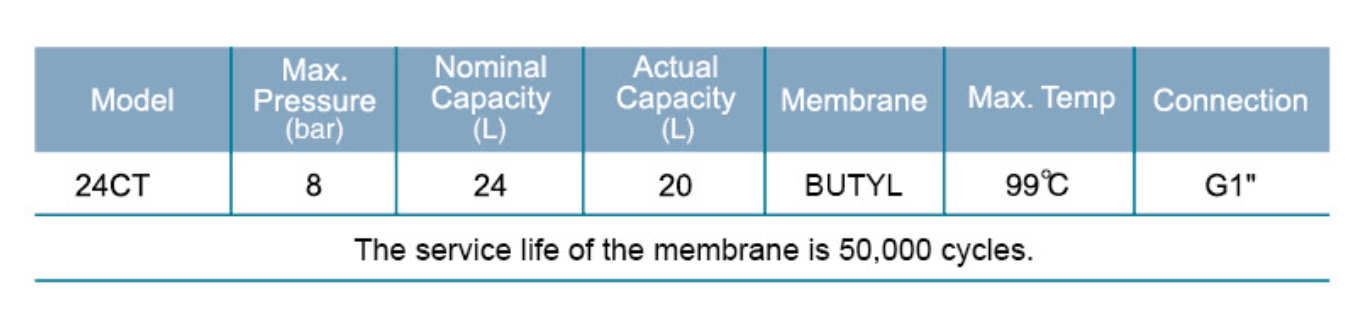 Model Max. Pressure (bar) Nominal Capacity (L) Actual Capacity (L) Membrane Max. Temp Connection
24CT 8 24 20 BUTYL 99℃ G1"
The service life of the membrane is 50,000 cycles.